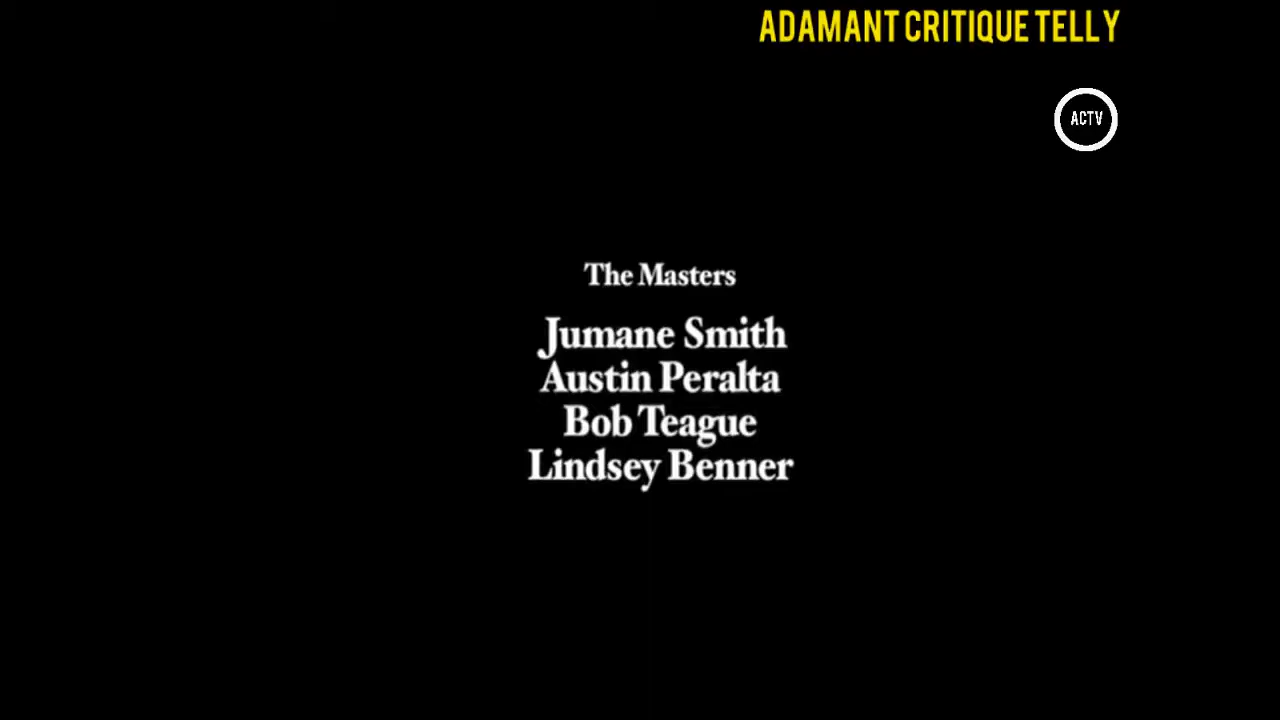 ADAMANT CRITIQUE TELLY
ACTV
The Masters
Jumane Smith
Austin Peralta
Bob Teague
Lindsey Benner